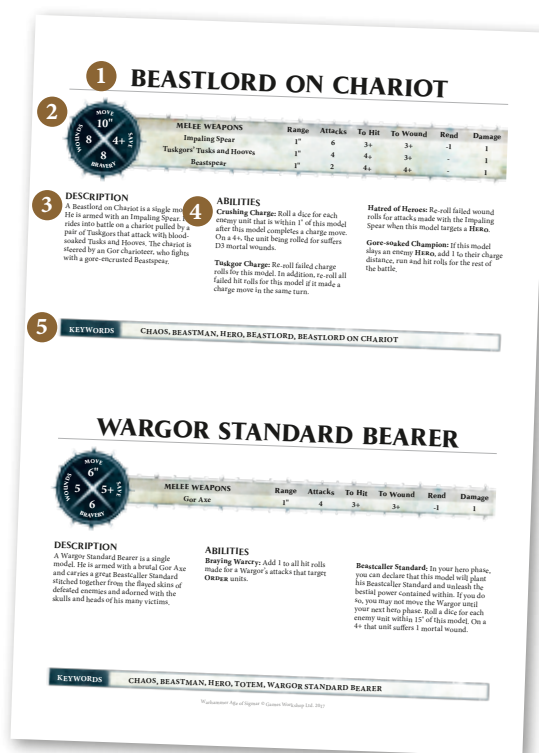 1
BEASTLORD ON CHARIOT
2
MOVE
10"
WOUNDS
8
4+
SAVE
8
BRAVERY
MELEE WEAPONS Range Attacks To Hit To Wound Rend Damage
Impaling Spear 1" 6 3+ 3+ -1 1
Tuskgors' Tusks and Hooves 1" 4 4+ 3+ - 1
Beastspear 1" 2 4+ 4+ - 1
3
DESCRIPTION
A Beastlord on Chariot is a single
He is armed with an Impaling Spear.
rides into battle on a chariot pulled by a
pair of Tuskgors that attack with blood-
soaked Tusks and Hooves. The chariot is
steered by an Gor charioteer, who fights
with a gore-encrusted Beastspear.
4
ABILITIES
Crushing Charge: Roll a dice for each
enemy unit that is within 1" of this model
after this model completes a charge move.
On a 4+, the unit being rolled for suffers
D3 mortal wounds.
Tuskgor Charge: Re-roll failed charge
rolls for this model. In addition, re-roll all
failed hit rolls for this model if it made a
charge move in the same turn.
Hatred of Heroes: Re-roll failed wound
rolls for attacks made with the Impaling
Spear when this model targets a HERO.
Gore-soaked Champion: If this model
slays an enemy HERO, add 1 to their charge
distance, run and hit rolls for the rest of
the battle.
5
KEYWORDS CHAOS, BEASTMAN, HERO, BEASTLORD, BEASTLORD ON CHARIOT
WARGOR STANDARD BEARER
MOVE
6"
WOUNDS
5
5+
SAVE
6
BRAVERY
MELEE WEAPONS Range Attacks To Hit To Wound Rend Damage
Gor Axe 1" 4 3+ 3+ -1 1
DESCRIPTION
A Wargor Standard Bearer is a single
model. He is armed with a brutal Gor Axe
and carries a great Beastcaller Standard
stitched together from the flayed skins of
defeated enemies and adorned with the
skulls and heads of his many victims.
ABILITIES
Braying Warcry: Add 1 to all hit rolls
made for a Wargor's attacks that target
ORDER units.
Beastcaller Standard: In your hero phase,
you can declare that this model will plant
his Beastcaller Standard and unleash the
bestial power contained within. If you do
so, you may not move the Wargor until
your next hero phase. Roll a dice for each
enemy unit within 15" of this model. On a
4+ that unit suffers 1 mortal wound.
KEYWORDS CHAOS, BEASTMAN, HERO, TOTEM, WARGOR STANDARD BEARER
Warhammer: Age of Sigmar © Games Workshop Ltd.